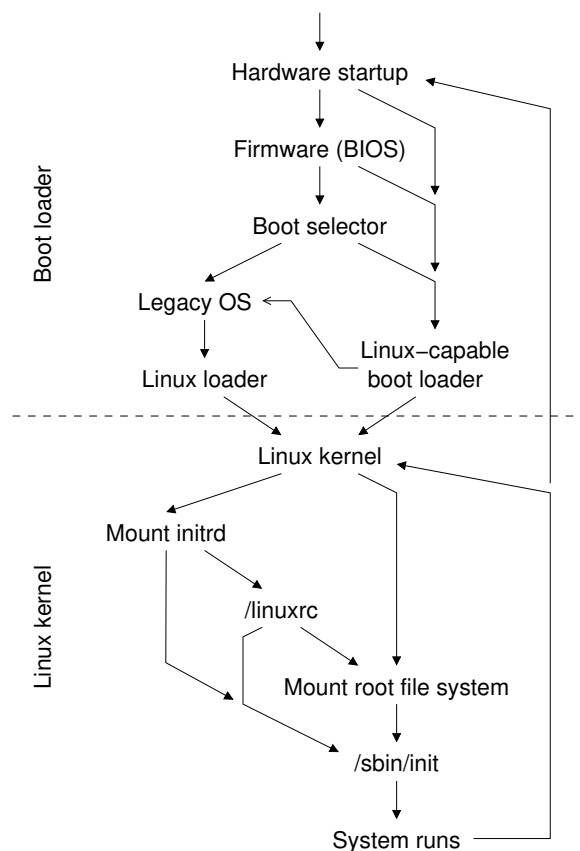 Hardware startup
Firmware (BIOS)
Boot selector
Legacy OS
Linux−capable
boot loader
Linux loader
Boot loader
Linux kernel
Mount initrd
/linuxrc
Mount root file system
/sbin/init
System runs
Linux kernel